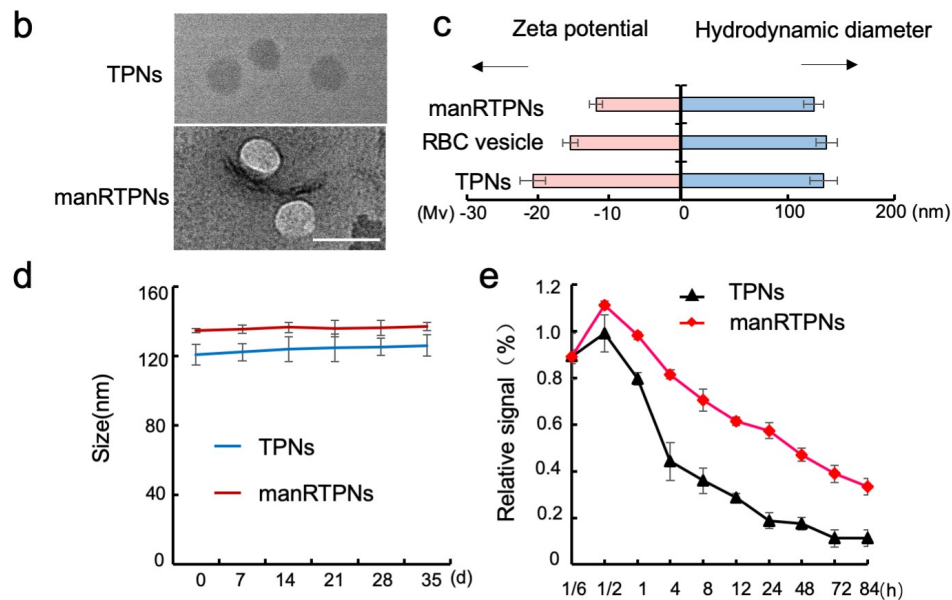 b
TPNs
manRTPNs
c
Zeta potential Hydrodynamic diameter
manRTPNs
RBC vesicle
TPNs
(Mv) -30 -20 -10 0 100 200 (nm)
d
160
120
80
40
0
Size(nm)
TPNs
manRTPNs
0 7 14 21 28 35 (d)
e
1.2
1.0
0.8
0.6
0.4
0.2
0
Relative signal（%）
TPNs
manRTPNs
1/6 1/2 1 4 8 12 24 48 72 84(h)